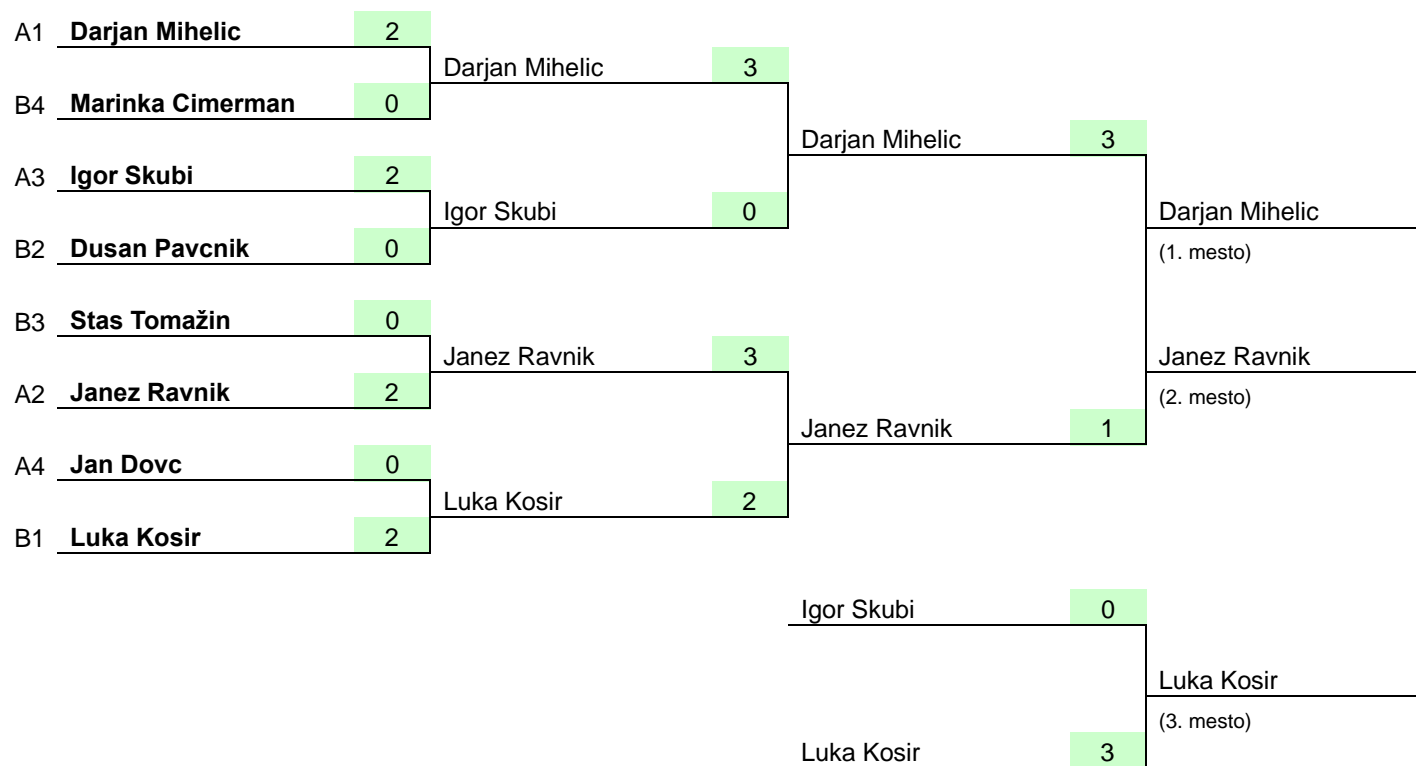 A1 Darjan Mihelic 2
Darjan Mihelic 3
B4 Marinka Cimerman 0
Darjan Mihelic 3
A3 Igor Skubi 2
Igor Skubi 0
Darjan Mihelic
B2 Dusan Pavcnik 0
(1. mesto)
B3 Stas Tomažin 0
Janez Ravnik 3
Janez Ravnik
A2 Janez Ravnik 2
(2. mesto)
Janez Ravnik 1
A4 Jan Dovc 0
Luka Kosir 2
B1 Luka Kosir 2
Igor Skubi 0
Luka Kosir
(3. mesto)
Luka Kosir 3